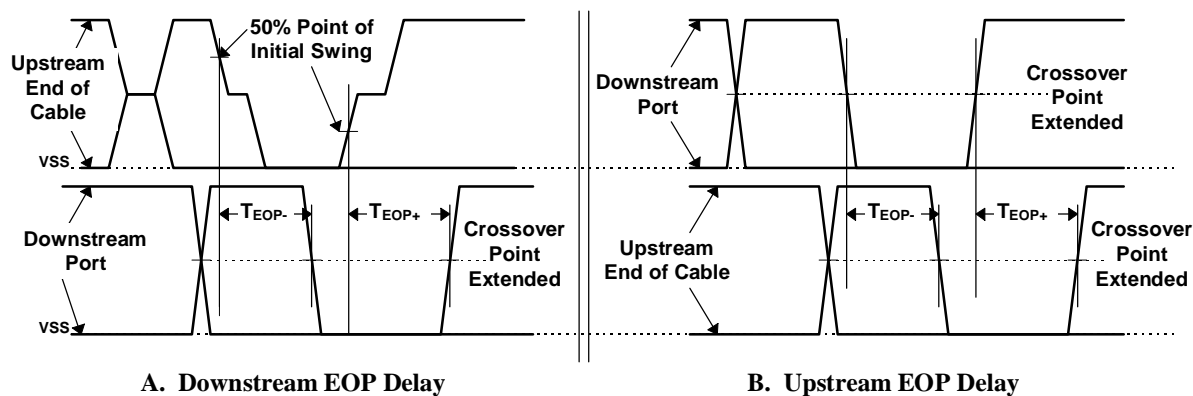 50% Point of
Initial Swing
Upstream
End of
Cable
VSS
Downstream
Port
VSS
TEOP-
TEOP+
Crossover
Point
Extended
A. Downstream EOP Delay
Downstream
Port
Crossover
Point
Extended
Upstream
End of Cable
TEOP-
TEOP+
Crossover
Point
Extended
B. Upstream EOP Delay